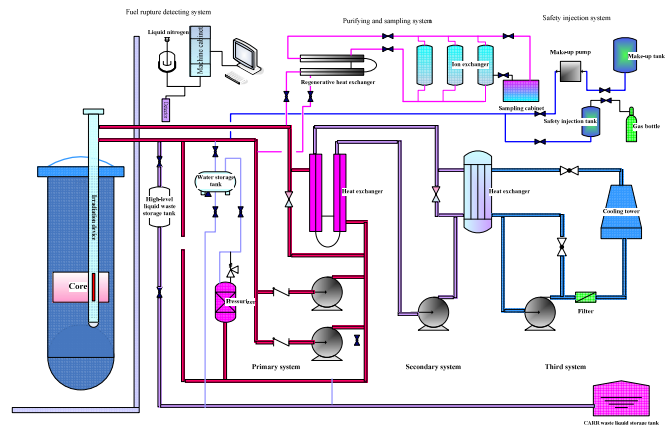 Fuel rupture detecting system
Purifying and sampling system
Safety injection system
Liquid nitrogen
Machine cabinet
Make-up pump
Make-up tank
Ion exchanger
Regenerative heat exchanger
Sampling cabinet
Safety injection tank
Gas bottle
Irradiation device
High-level
liquid waste
storage tank
Water storage
tank
Heat exchanger
Heat exchanger
Cooling tower
Core
Pressurizer
Filter
Primary system
Secondary system
Third system
CARR waste liquid storage tank